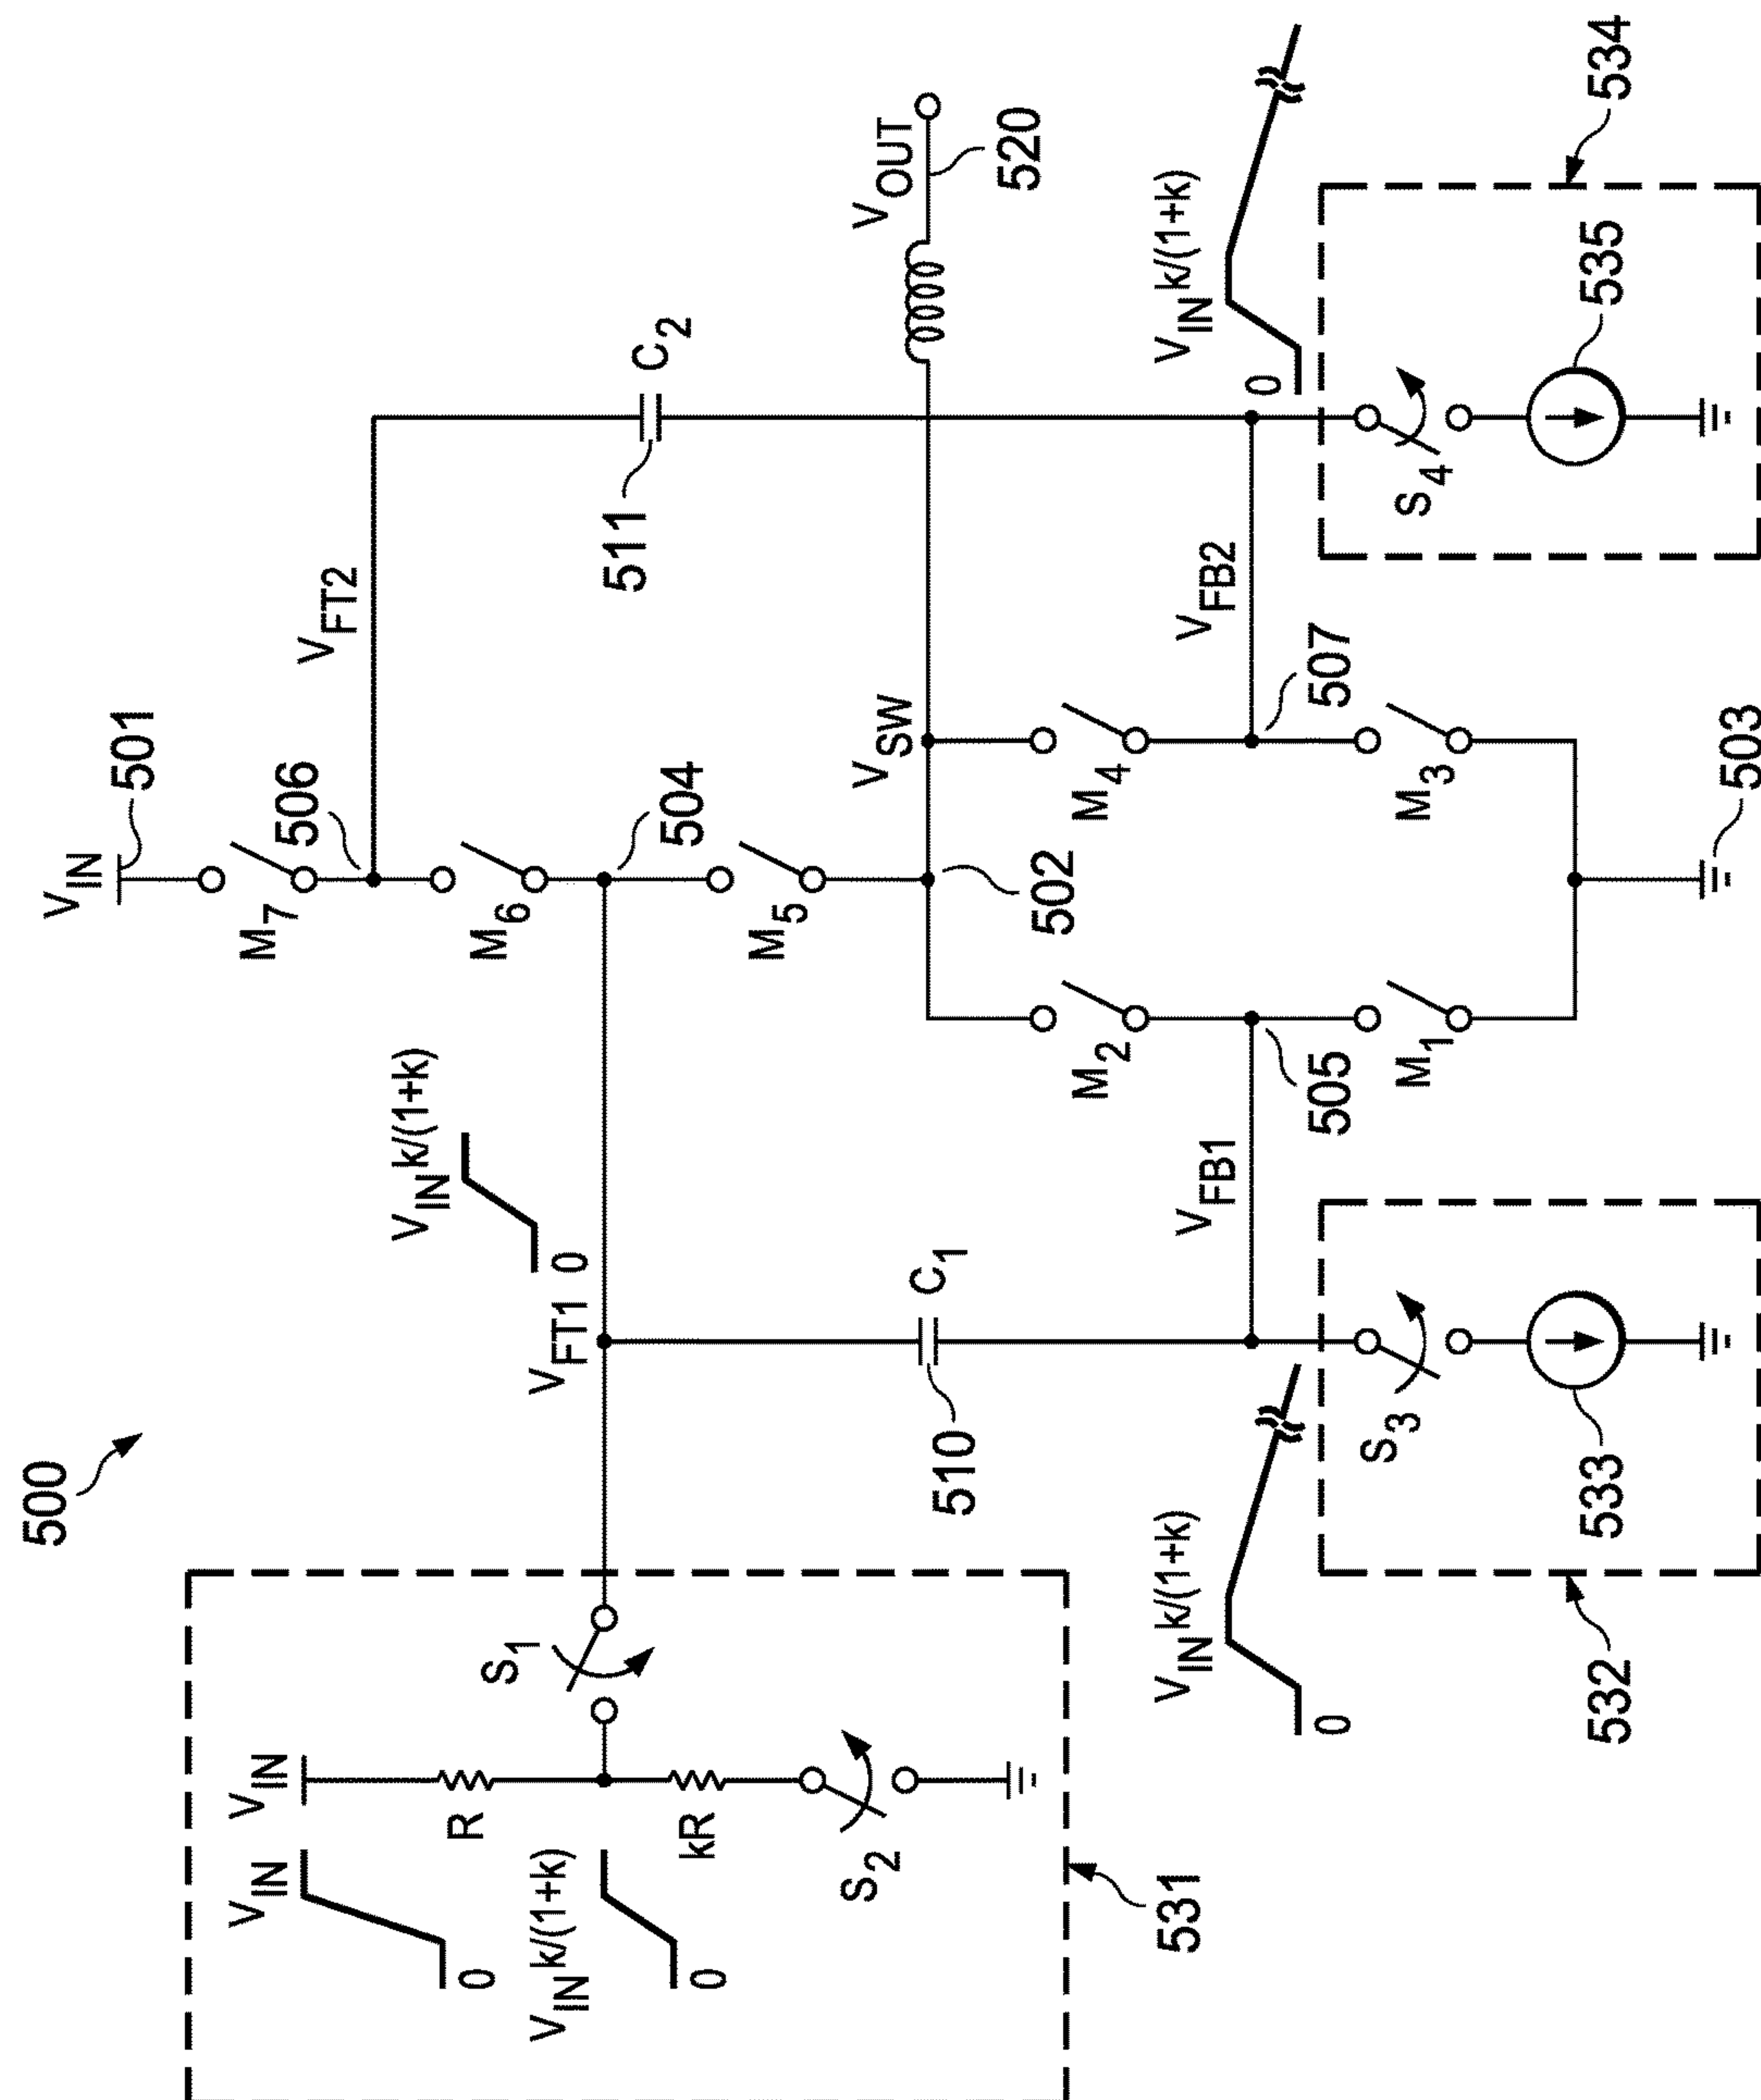 500
V_IN
501
M_7
506
V_FT2
M_6
504
M_5
V_IN k/(1+k)
0
V_FT1
531
V_IN
V_IN
0
R
V_IN k/(1+k)
0
kR
S_1
S_2
C_1
510
C_2
511
V_SW
502
V_OUT
520
M_2
505
M_1
M_4
507
M_3
503
V_FB1
V_FB2
V_IN k/(1+k)
0
S_3
533
532
V_IN k/(1+k)
0
S_4
535
534